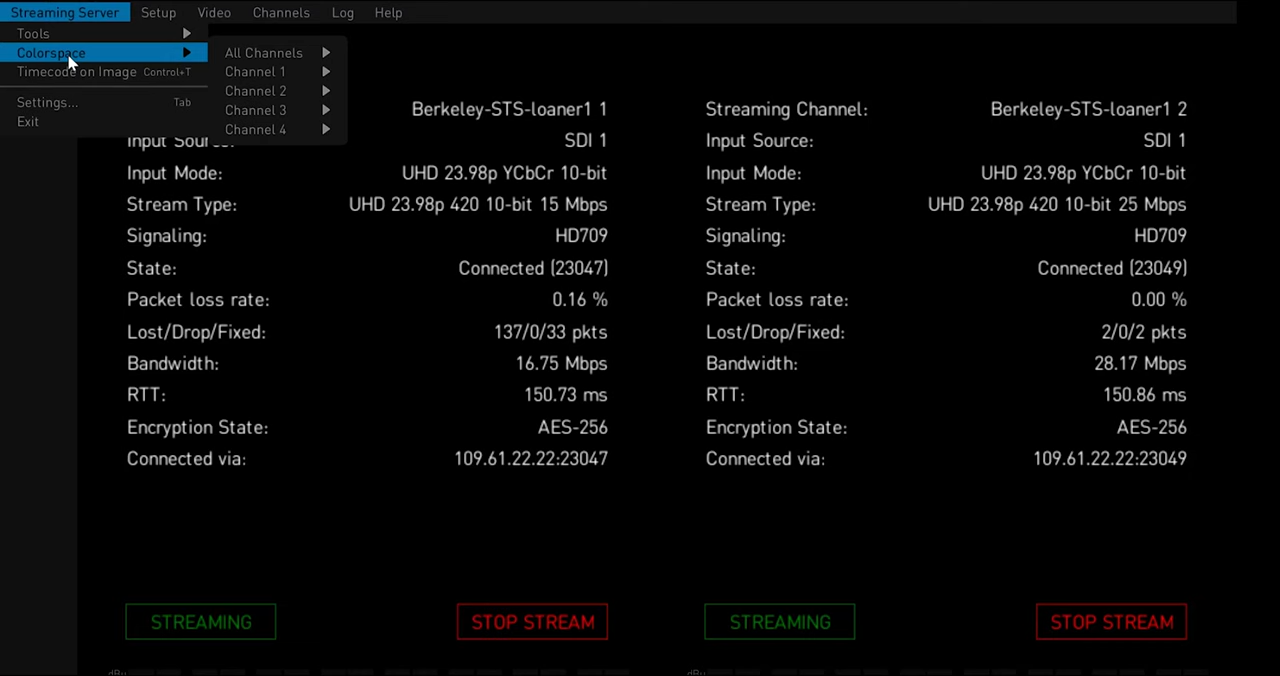 Streaming Server Setup Video Channels Log Help
Tools
Colorspace
Timecode on Image Control+T
Settings... Tab
Exit
All Channels
Channel 1
Channel 2
Channel 3
Channel 4
Berkeley-STS-loaner1 1
Input Source: SDI 1
Input Mode: UHD 23.98p YCbCr 10-bit
Stream Type: UHD 23.98p 420 10-bit 15 Mbps
Signaling: HD709
State: Connected (23047)
Packet loss rate: 0.16 %
Lost/Drop/Fixed: 137/0/33 pkts
Bandwidth: 16.75 Mbps
RTT: 150.73 ms
Encryption State: AES-256
Connected via: 109.61.22.22:23047
STREAMING STOP STREAM
Streaming Channel: Berkeley-STS-loaner1 2
Input Source: SDI 1
Input Mode: UHD 23.98p YCbCr 10-bit
Stream Type: UHD 23.98p 420 10-bit 25 Mbps
Signaling: HD709
State: Connected (23049)
Packet loss rate: 0.00 %
Lost/Drop/Fixed: 2/0/2 pkts
Bandwidth: 28.17 Mbps
RTT: 150.86 ms
Encryption State: AES-256
Connected via: 109.61.22.22:23049
STREAMING STOP STREAM